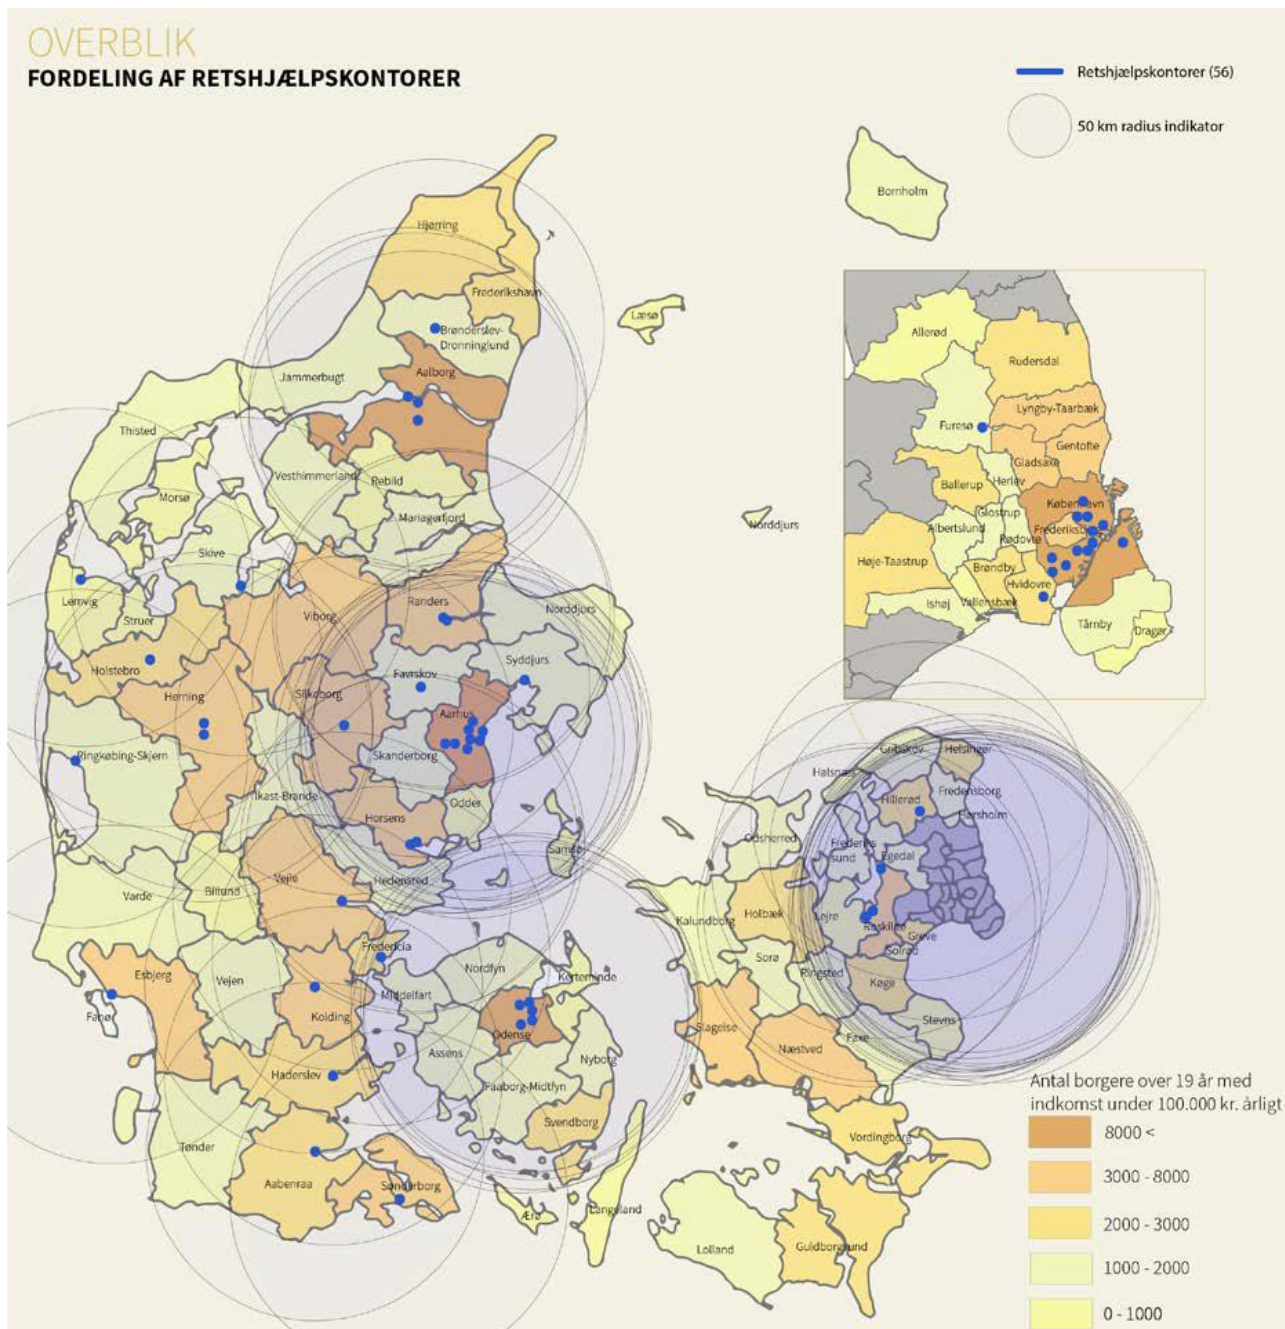 OVERBLIK
FORDELING AF RETSHJÆLPSKONTORER
Retshjælpskontorer (56)
50 km radius indikator
Bornholm
Hjørring
Frederikshavn
Læsø
Brønderslev-
Dronninglund
Jammerbugt
Aalborg
Thisted
Vesthimmerland
Rebild
Morsø
Mariagerfjord
Norddjurs
Skive
Lemvig
Struer
Viborg
Randers
Norddjurs
Holstebro
Favrskov
Syddjurs
Herning
Silkeborg
Aarhus
Ringkøbing-Skjern
Skanderborg
Ikast-Brande
Odder
Horsens
Samsø
Hedensted
Varde
Billund
Vejle
Fredericia
Esbjerg
Vejen
Nordfyn
Kerteminde
Middelfart
Fanø
Kolding
Odense
Assens
Nyborg
Haderslev
Faaborg-Midtfyn
Svendborg
Tønder
Aabenraa
Sønderborg
Ærø
Langeland
Allerød
Rudersdal
Lyngby-Taarbæk
Furesø
Gentofte
Gladsaxe
Ballerup
Herlev
København
Glostrup
Albertslund
Frederiksb
Rødovre
Høje-Taastrup
Brøndby
Hvidovre
Ishøj
Vallensbæk
Tårnby
Dragør
Gribskov
Helsingør
Halsnæs
Fredensborg
Hillerød
Hørsholm
Odsherred
Frederiks
sund
Egedal
Kalundborg
Holbæk
Lejre
Roskilde
Greve
Solrød
Sorø
Ringsted
Køge
Stevns
Slagelse
Næstved
Faxe
Vordingborg
Lolland
Guldborgsund
Antal borgere over 19 år med
indkomst under 100.000 kr. årligt
8000 <
3000 - 8000
2000 - 3000
1000 - 2000
0 - 1000